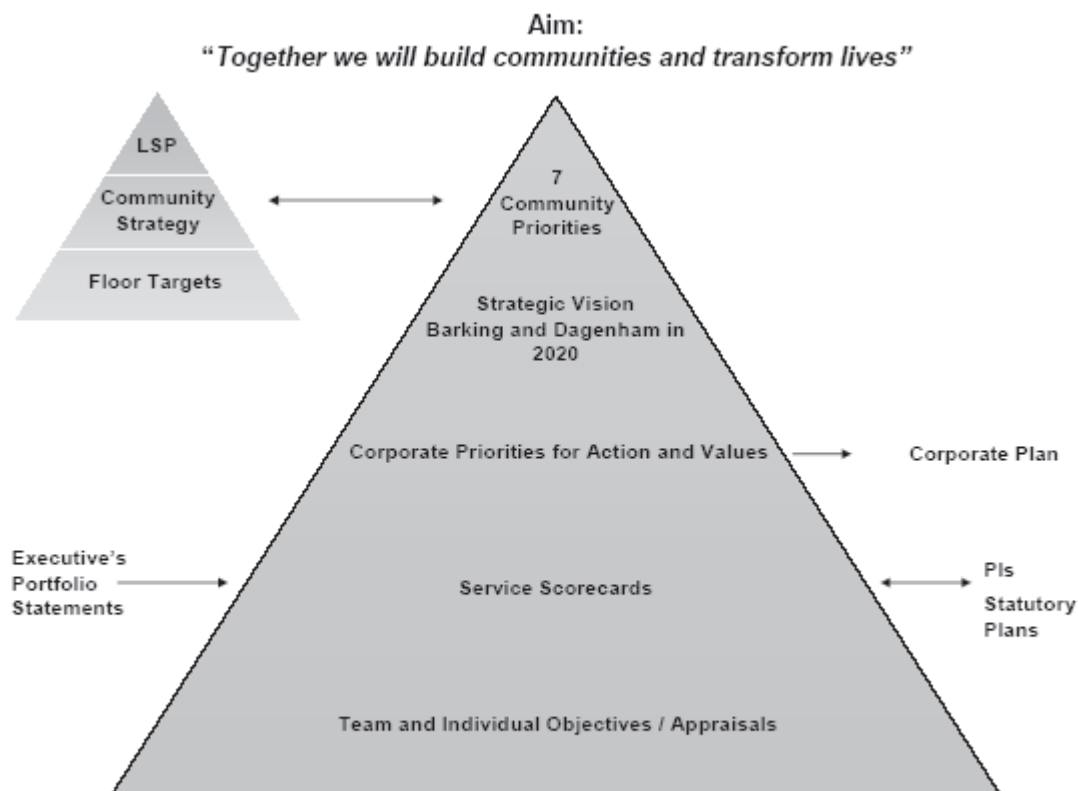 Aim:
“Together we will build communities and transform lives”
LSP
Community
Strategy
Floor Targets
7
Community
Priorities
Strategic Vision
Barking and Dagenham in
2020
Corporate Priorities for Action and Values
Corporate Plan
Executive’s
Portfolio
Statements
Service Scorecards
PIs
Statutory
Plans
Team and Individual Objectives / Appraisals